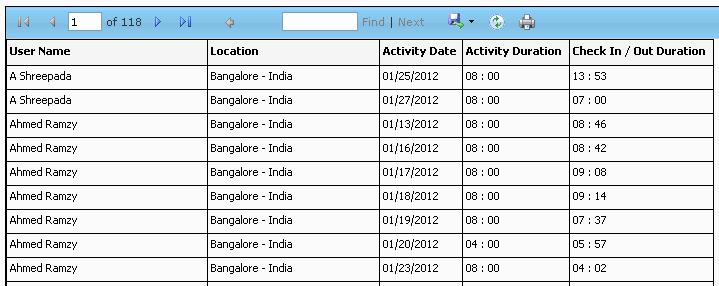 1 of 118 Find | Next
User Name Location Activity Date Activity Duration Check In / Out Duration
A Shreepada Bangalore - India 01/25/2012 08 : 00 13 : 53
A Shreepada Bangalore - India 01/27/2012 08 : 00 07 : 00
Ahmed Ramzy Bangalore - India 01/13/2012 08 : 00 08 : 46
Ahmed Ramzy Bangalore - India 01/16/2012 08 : 00 08 : 42
Ahmed Ramzy Bangalore - India 01/17/2012 08 : 00 09 : 08
Ahmed Ramzy Bangalore - India 01/18/2012 08 : 00 09 : 14
Ahmed Ramzy Bangalore - India 01/19/2012 08 : 00 07 : 37
Ahmed Ramzy Bangalore - India 01/20/2012 04 : 00 05 : 57
Ahmed Ramzy Bangalore - India 01/23/2012 08 : 00 04 : 02